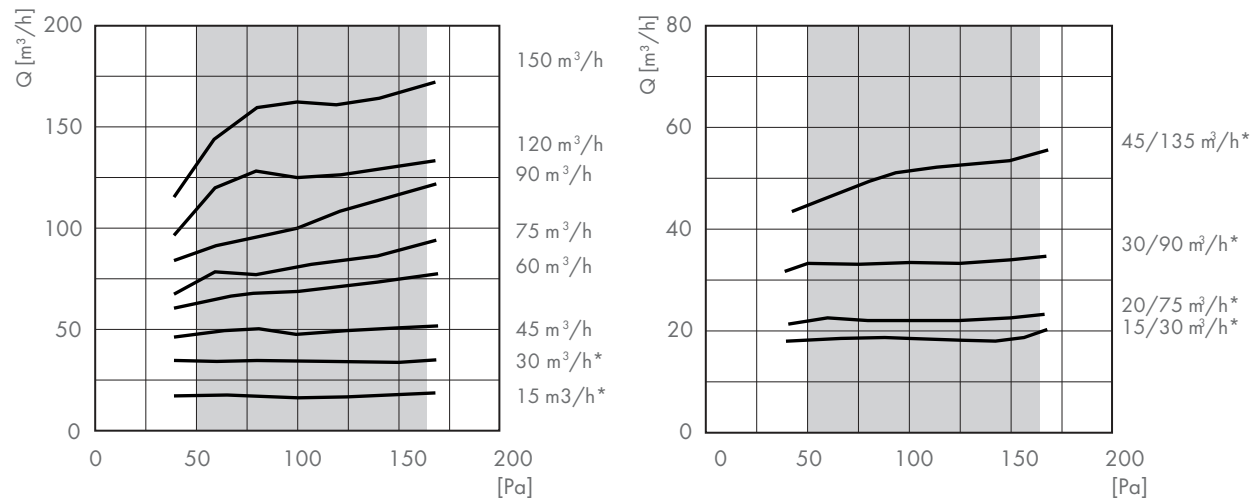 Q [m³/h]
200
150
100
50
0
0 50 100 150 200
[Pa]
150 m³/h
120 m³/h
90 m³/h
75 m³/h
60 m³/h
45 m³/h
30 m³/h*
15 m3/h*
Q [m³/h]
80
60
40
20
0
0 50 100 150 200
[Pa]
45/135 m³/h*
30/90 m³/h*
20/75 m³/h*
15/30 m³/h*